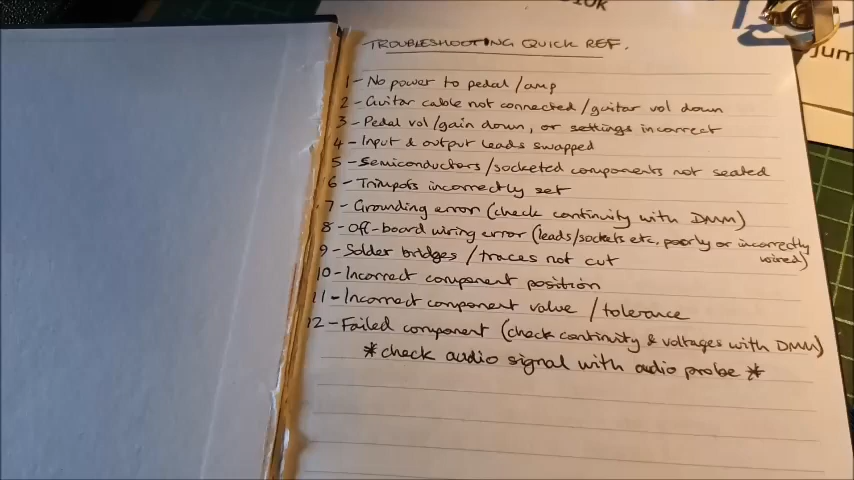 10k
TROUBLESHOOTING QUICK REF.
jum
1 - No power to pedal/amp
2 - Guitar cable not connected/guitar vol down
3 - Pedal vol/gain down, or settings incorrect
4 - Input & output leads swapped
5 - Semiconductors/socketed components not seated
6 - Trimpots incorrectly set
7 - Grounding error (check continuity with DMM)
8 - Off-board wiring error (leads/sockets etc, poorly or incorrectly
wired)
9 - Solder bridges/traces not cut
10 - Incorrect component position
11 - Incorrect component value/tolerance
12 - Failed component (check continuity & voltages with DMM)
*check audio signal with audio probe*